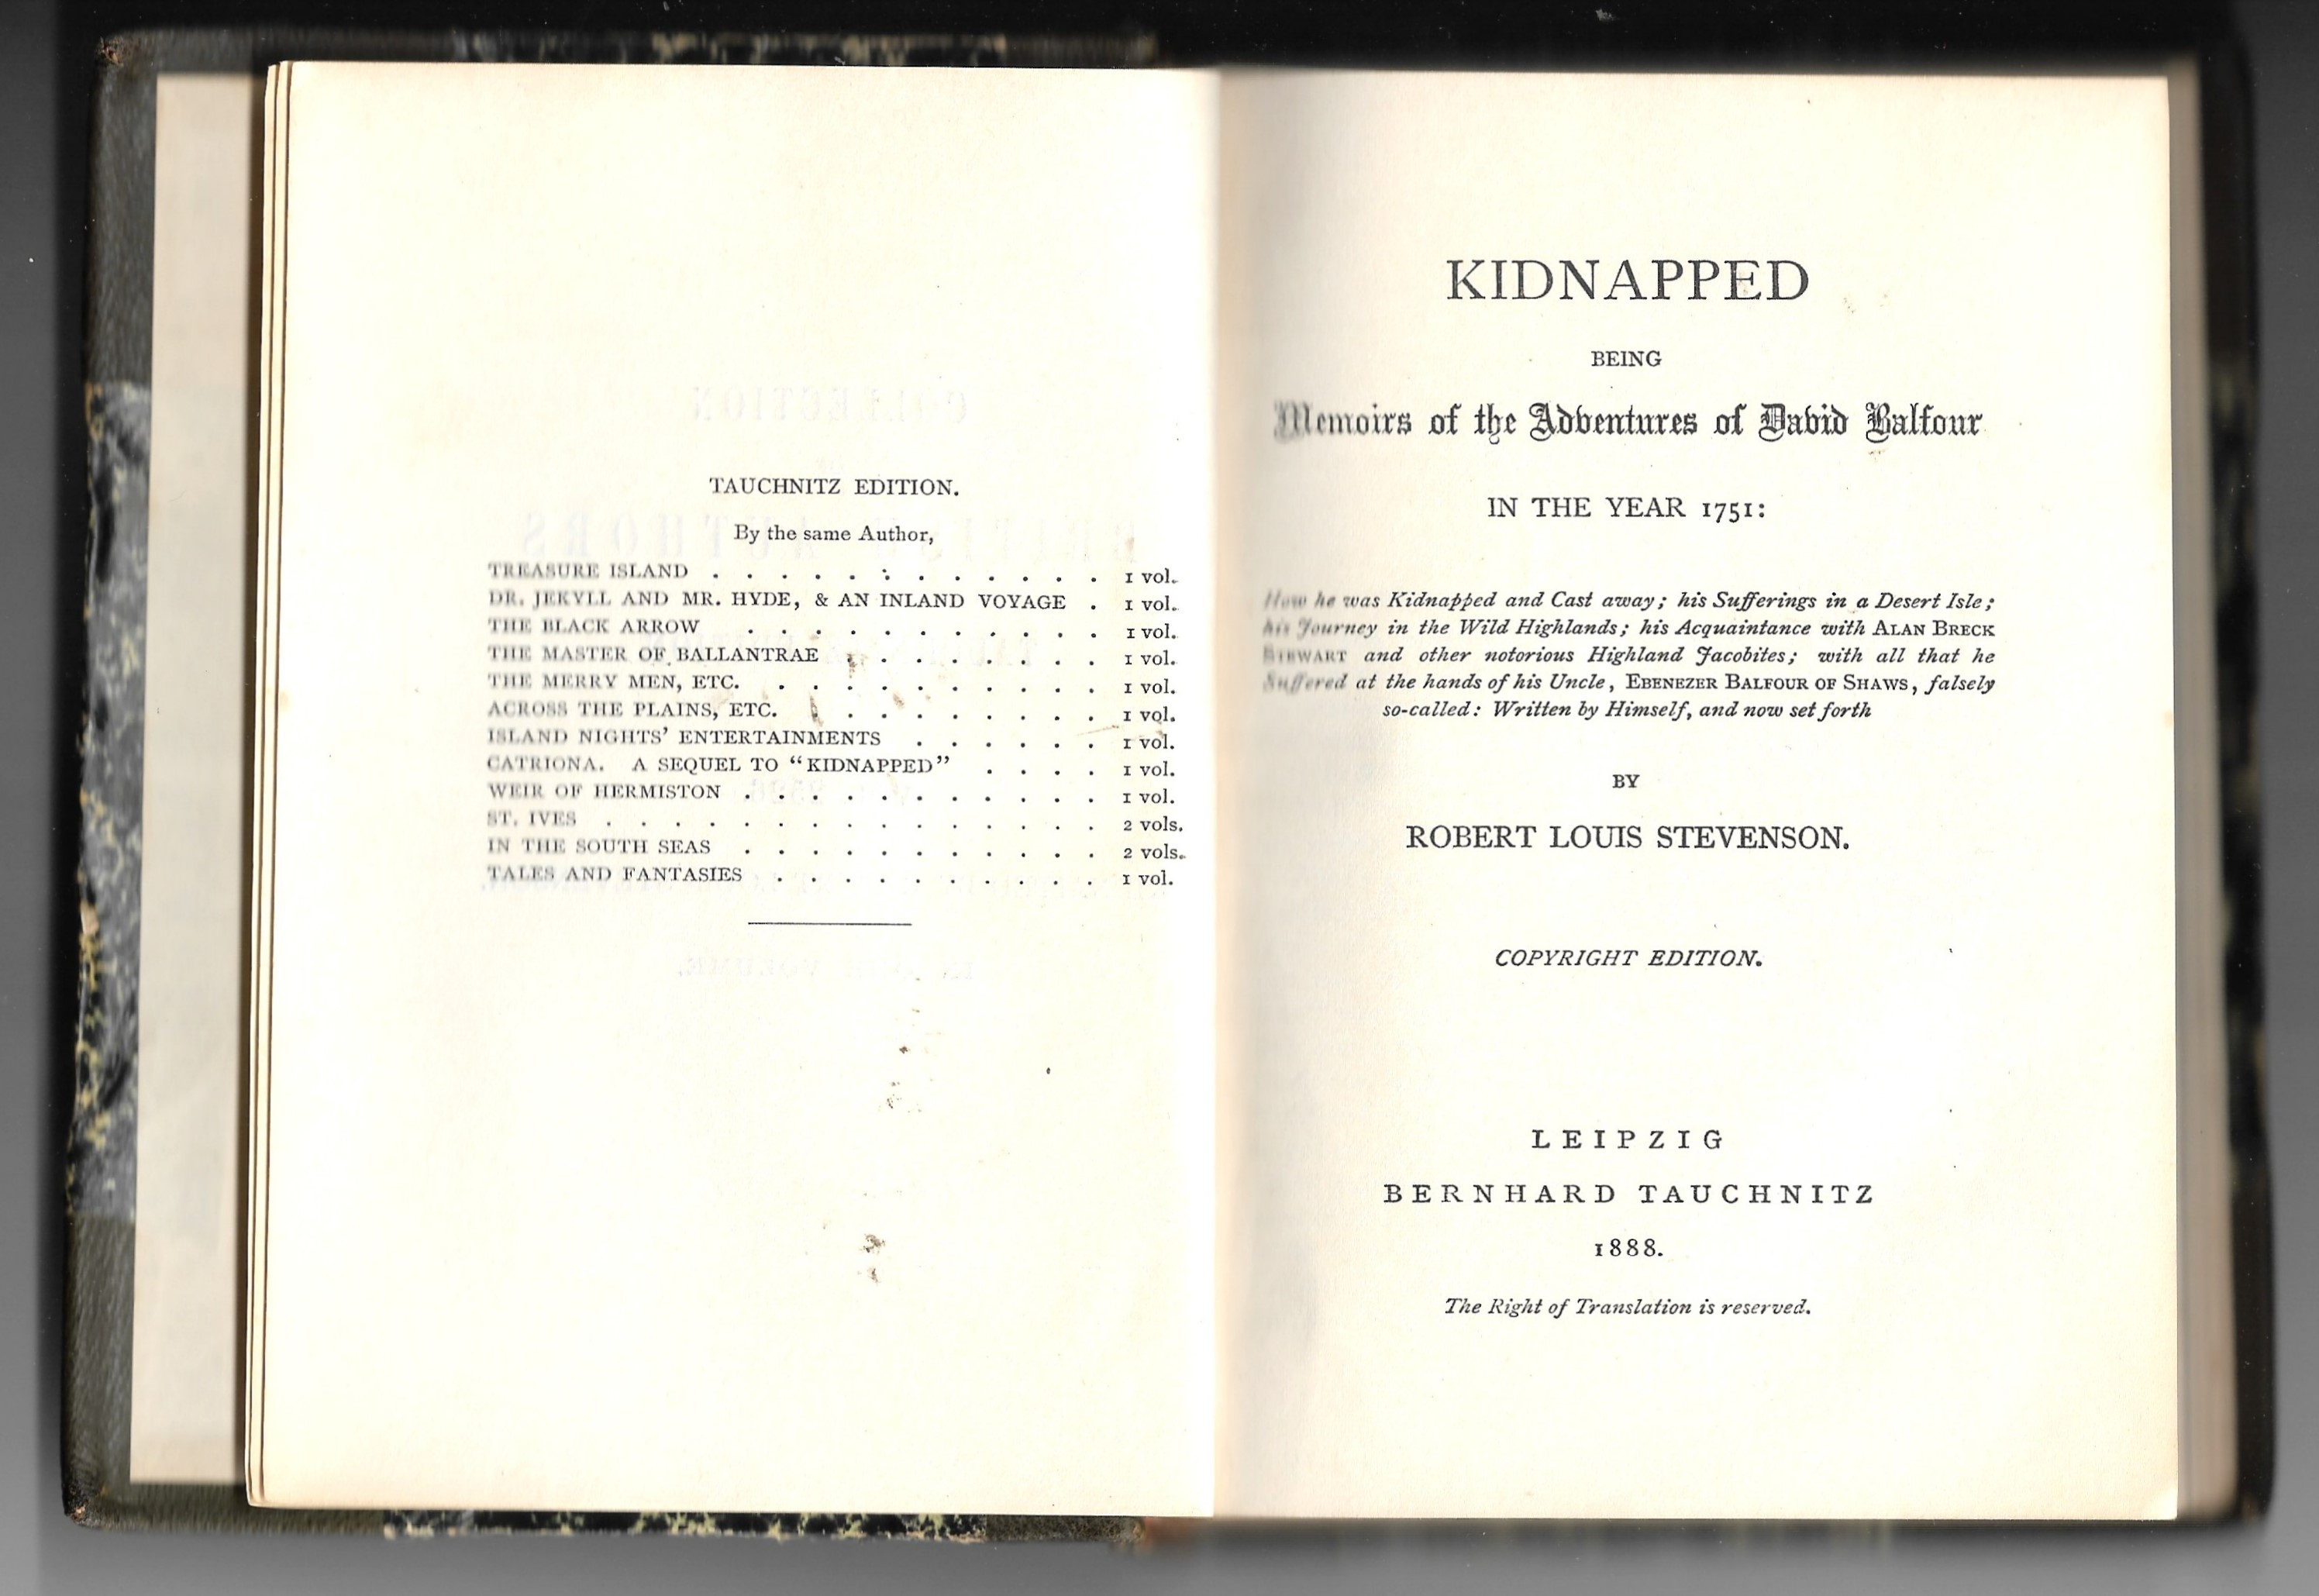 TAUCHNITZ EDITION.
By the same Author,
TREASURE ISLAND . . . . . . . . . . . . 1 vol.
DR. JEKYLL AND MR. HYDE, & AN INLAND VOYAGE . 1 vol.
THE BLACK ARROW . . . . . . . . . . . 1 vol.
THE MASTER OF BALLANTRAE . . . . . . . . 1 vol.
THE MERRY MEN, ETC. . . . . . . . . . . 1 vol.
ACROSS THE PLAINS, ETC. . . . . . . . . 1 vol.
ISLAND NIGHTS' ENTERTAINMENTS . . . . . . 1 vol.
CATRIONA. A SEQUEL TO “KIDNAPPED” . . . . 1 vol.
WEIR OF HERMISTON . . . . . . . . . . . 1 vol.
ST. IVES . . . . . . . . . . . . . . . 2 vols.
IN THE SOUTH SEAS . . . . . . . . . . . 2 vols.
TALES AND FANTASIES . . . . . . . . . . 1 vol.
KIDNAPPED
BEING
Memoirs of the Adventures of David Balfour
IN THE YEAR 1751:
How he was Kidnapped and Cast away; his Sufferings in a Desert Isle;
his Journey in the Wild Highlands; his Acquaintance with ALAN BRECK
STEWART and other notorious Highland Jacobites; with all that he
Suffered at the hands of his Uncle, EBENEZER BALFOUR OF SHAWS, falsely
so-called: Written by Himself, and now set forth
BY
ROBERT LOUIS STEVENSON.
COPYRIGHT EDITION.
LEIPZIG
BERNHARD TAUCHNITZ
1888.
The Right of Translation is reserved.